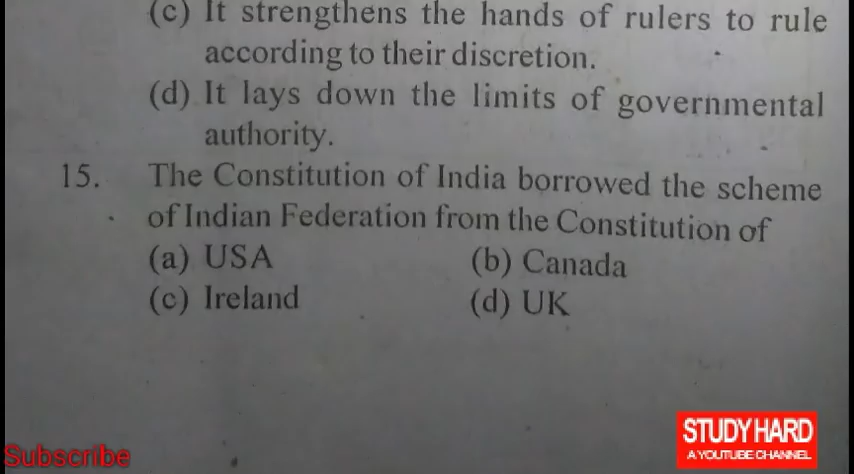 (c) It strengthens the hands of rulers to rule
according to their discretion.
(d) It lays down the limits of governmental
authority.
15. The Constitution of India borrowed the scheme
of Indian Federation from the Constitution of
(a) USA (b) Canada
(c) Ireland (d) UK
STUDY HARD
A YOUTUBE CHANNEL
Subscribe